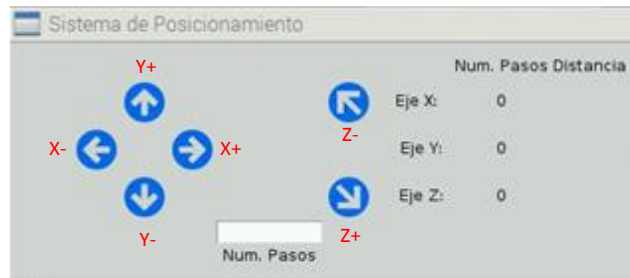 Sistema de Posicionamiento
Y+
Num. Pasos Distancia
Eje X: 0
Z-
X- X+
Eje Y: 0
Eje Z: 0
Y-
Z+
Num. Pasos